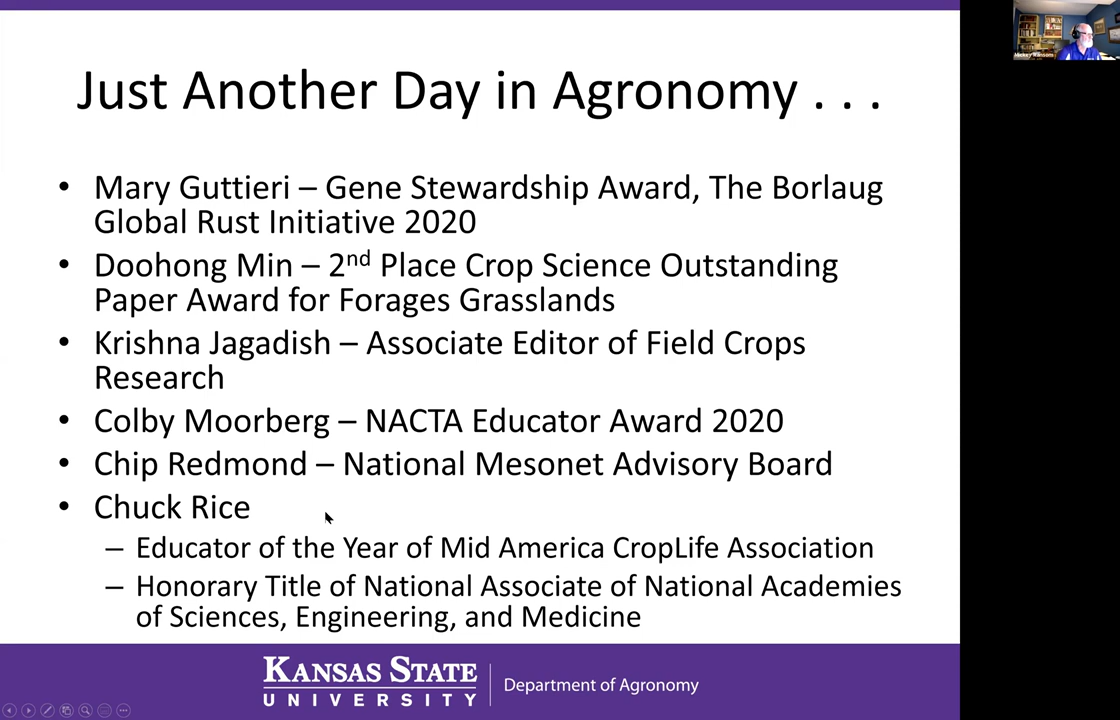 Just Another Day in Agronomy . . .
• Mary Guttieri – Gene Stewardship Award, The Borlaug
Global Rust Initiative 2020
• Doohong Min – 2nd Place Crop Science Outstanding
Paper Award for Forages Grasslands
• Krishna Jagadish – Associate Editor of Field Crops
Research
• Colby Moorberg – NACTA Educator Award 2020
• Chip Redmond – National Mesonet Advisory Board
• Chuck Rice
– Educator of the Year of Mid America CropLife Association
– Honorary Title of National Associate of National Academies
of Sciences, Engineering, and Medicine
KANSAS STATE
UNIVERSITY
Department of Agronomy
Mickey Ransom